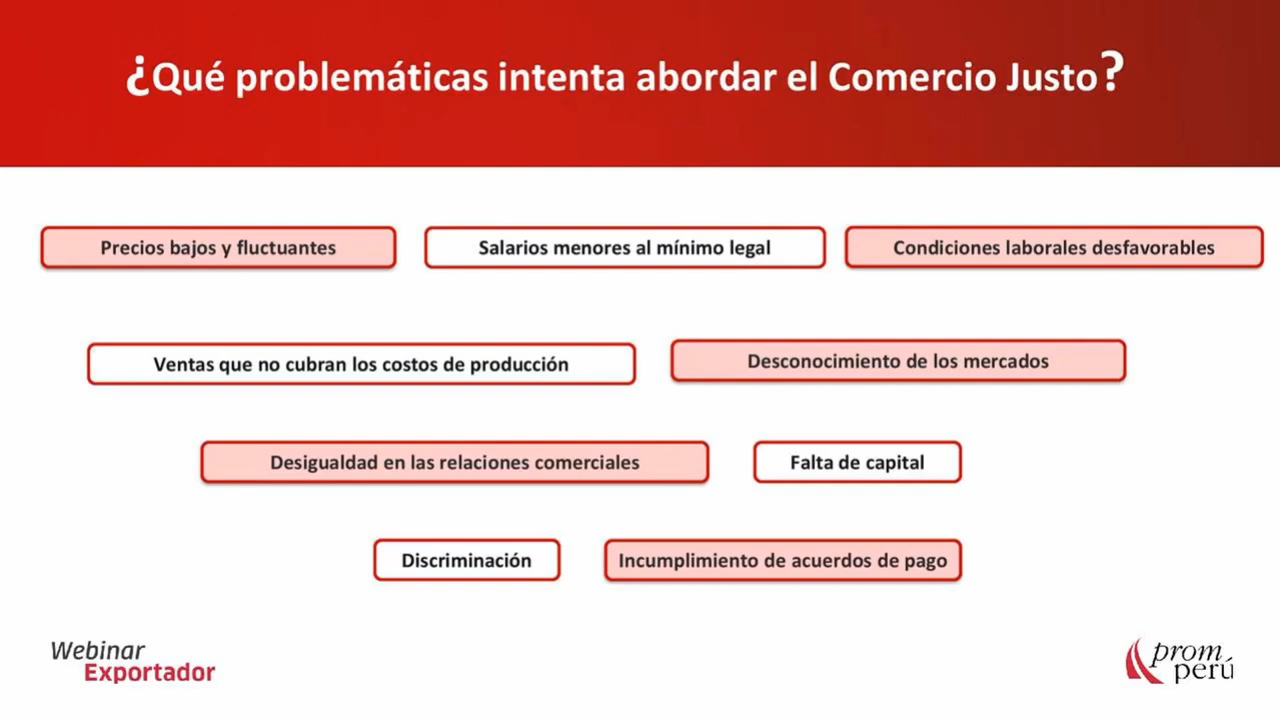 ¿Qué problemáticas intenta abordar el Comercio Justo?
Precios bajos y fluctuantes
Salarios menores al mínimo legal
Condiciones laborales desfavorables
Ventas que no cubran los costos de producción
Desconocimiento de los mercados
Desigualdad en las relaciones comerciales
Falta de capital
Discriminación
Incumplimiento de acuerdos de pago
Webinar
Exportador
prom
perú